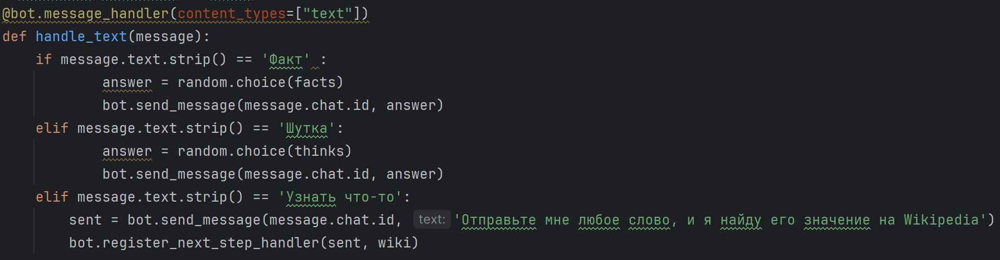 @bot.message_handler(content_types=["text"])
def handle_text(message):
    if message.text.strip() == 'Факт' :
            answer = random.choice(facts)
            bot.send_message(message.chat.id, answer)
    elif message.text.strip() == 'Шутка':
            answer = random.choice(thinks)
            bot.send_message(message.chat.id, answer)
    elif message.text.strip() == 'Узнать что-то':
        sent = bot.send_message(message.chat.id, text: 'Отправьте мне любое слово, и я найду его значение на Wikipedia')
        bot.register_next_step_handler(sent, wiki)